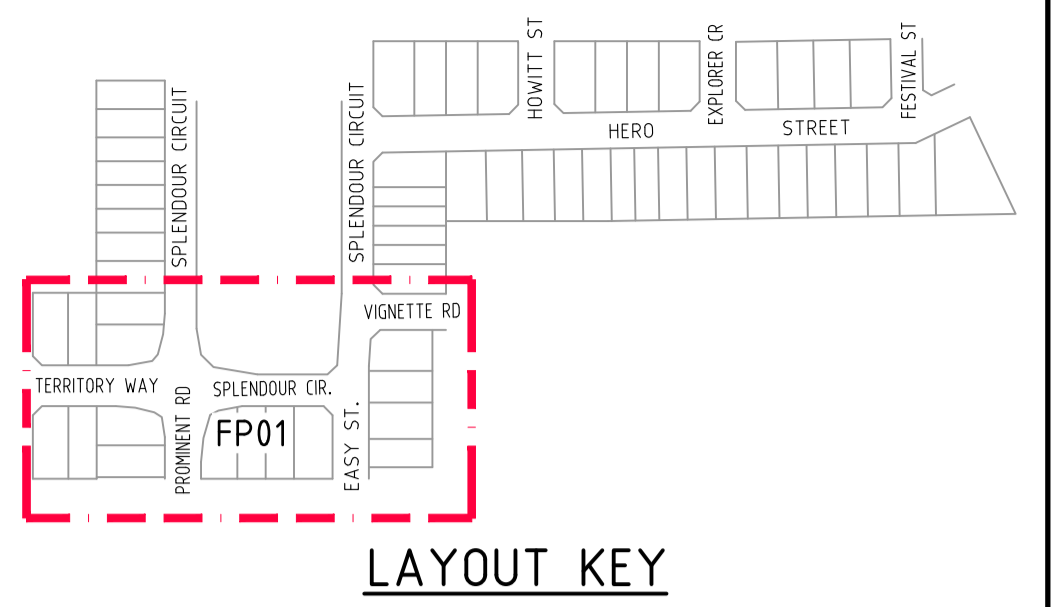 HOWITT ST
EXPLORER CR
FESTIVAL ST
SPLENDOUR CIRCUIT
SPLENDOUR CIRCUIT
HERO STREET
VIGNETTE RD
TERRITORY WAY
PROMINENT RD
SPLENDOUR CIR.
FP01
EASY ST.
LAYOUT KEY